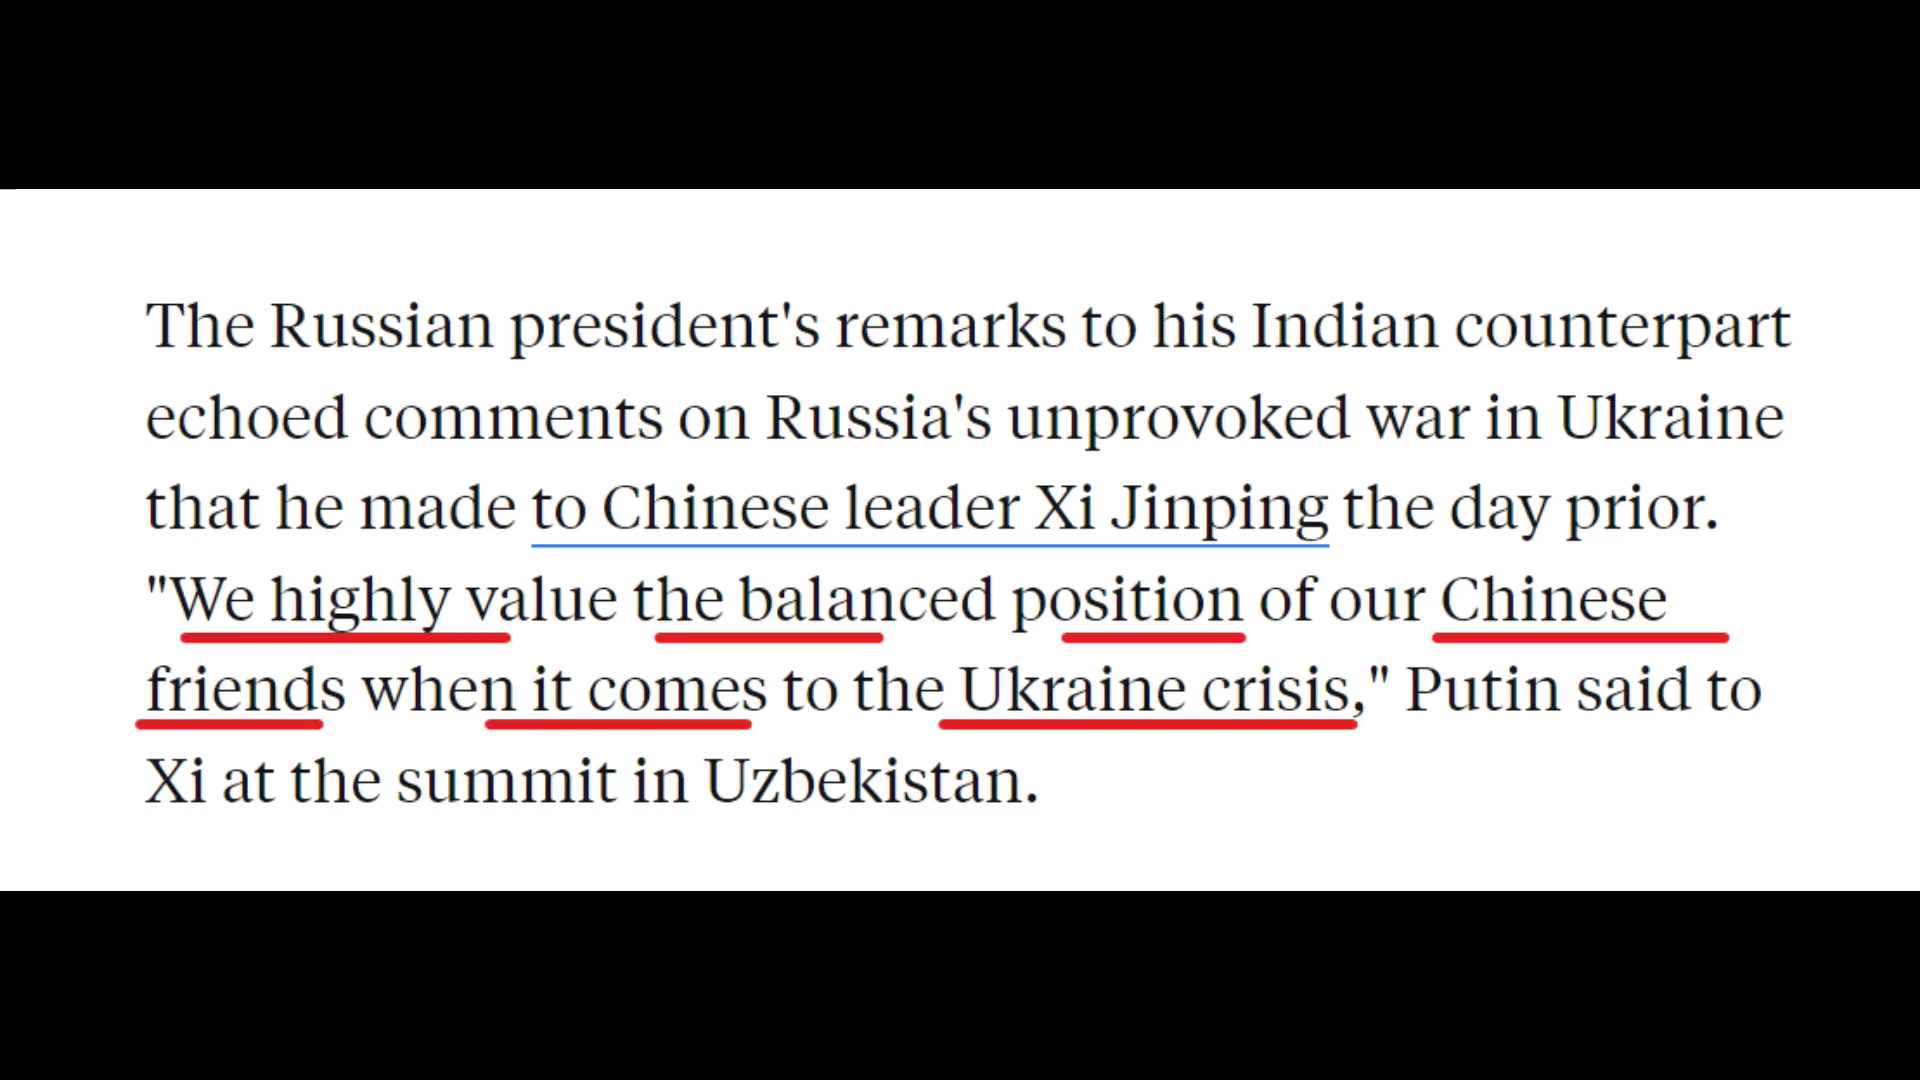 The Russian president's remarks to his Indian counterpart
echoed comments on Russia's unprovoked war in Ukraine
that he made to Chinese leader Xi Jinping the day prior.
"We highly value the balanced position of our Chinese
friends when it comes to the Ukraine crisis," Putin said to
Xi at the summit in Uzbekistan.